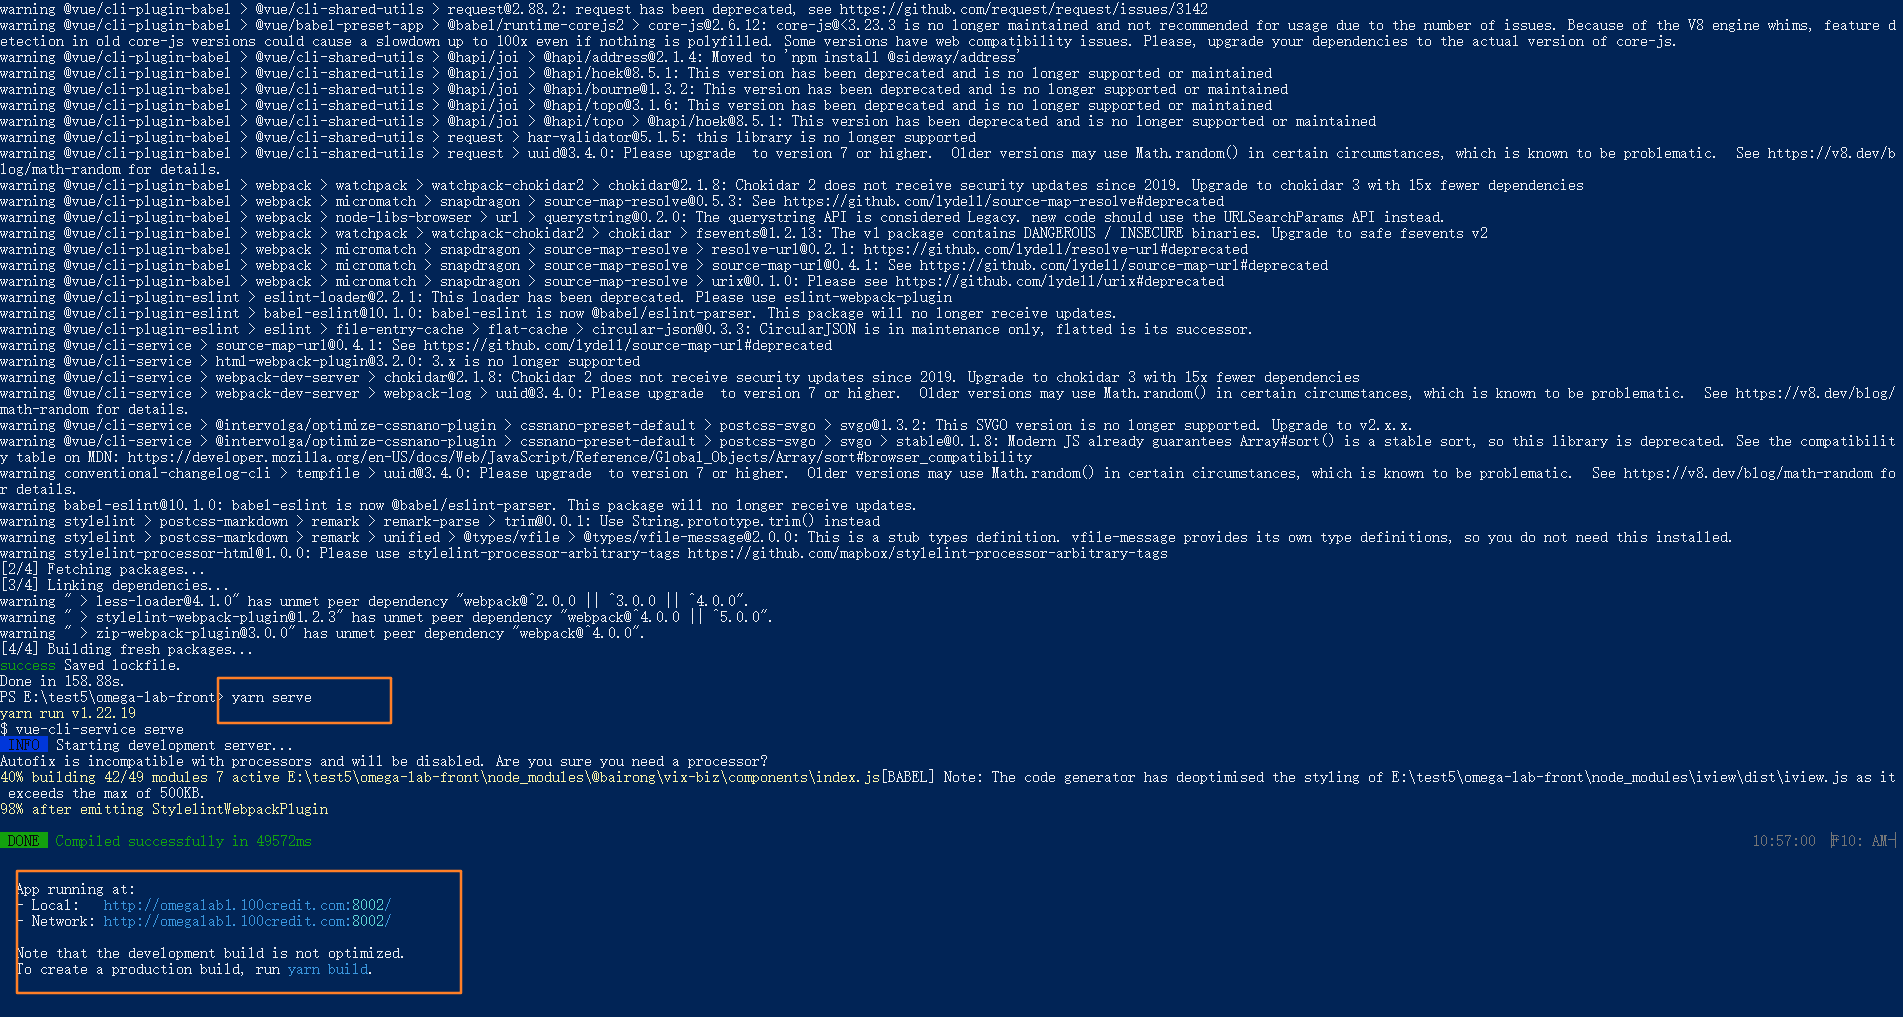 warning @vue/cli-plugin-babel > @vue/cli-shared-utils > request@2.88.2: request has been deprecated, see https://github.com/request/request/issues/3142
warning @vue/cli-plugin-babel > @vue/babel-preset-app > @babel/runtime-corejs2 > core-js@2.6.12: core-js@<3.23.3 is no longer maintained and not recommended for usage due to the number of issues. Because of the V8 engine whims, feature d
etection in old core-js versions could cause a slowdown up to 100x even if nothing is polyfilled. Some versions have web compatibility issues. Please, upgrade your dependencies to the actual version of core-js.
warning @vue/cli-plugin-babel > @vue/cli-shared-utils > @hapi/joi > @hapi/address@2.1.4: Moved to 'npm install @sideway/address'
warning @vue/cli-plugin-babel > @vue/cli-shared-utils > @hapi/joi > @hapi/hoek@8.5.1: This version has been deprecated and is no longer supported or maintained
warning @vue/cli-plugin-babel > @vue/cli-shared-utils > @hapi/joi > @hapi/bourne@1.3.2: This version has been deprecated and is no longer supported or maintained
warning @vue/cli-plugin-babel > @vue/cli-shared-utils > @hapi/joi > @hapi/topo@3.1.6: This version has been deprecated and is no longer supported or maintained
warning @vue/cli-plugin-babel > @vue/cli-shared-utils > @hapi/joi > @hapi/topo > @hapi/hoek@8.5.1: This version has been deprecated and is no longer supported or maintained
warning @vue/cli-plugin-babel > @vue/cli-shared-utils > request > har-validator@5.1.5: this library is no longer supported
warning @vue/cli-plugin-babel > @vue/cli-shared-utils > request > uuid@3.4.0: Please upgrade  to version 7 or higher.  Older versions may use Math.random() in certain circumstances, which is known to be problematic.  See https://v8.dev/b
log/math-random for details.
warning @vue/cli-plugin-babel > webpack > watchpack > watchpack-chokidar2 > chokidar@2.1.8: Chokidar 2 does not receive security updates since 2019. Upgrade to chokidar 3 with 15x fewer dependencies
warning @vue/cli-plugin-babel > webpack > micromatch > snapdragon > source-map-resolve@0.5.3: See https://github.com/lydell/source-map-resolve#deprecated
warning @vue/cli-plugin-babel > webpack > node-libs-browser > url > querystring@0.2.0: The querystring API is considered Legacy. new code should use the URLSearchParams API instead.
warning @vue/cli-plugin-babel > webpack > watchpack > watchpack-chokidar2 > chokidar > fsevents@1.2.13: The v1 package contains DANGEROUS / INSECURE binaries. Upgrade to safe fsevents v2
warning @vue/cli-plugin-babel > webpack > micromatch > snapdragon > source-map-resolve > resolve-url@0.2.1: https://github.com/lydell/resolve-url#deprecated
warning @vue/cli-plugin-babel > webpack > micromatch > snapdragon > source-map-resolve > source-map-url@0.4.1: See https://github.com/lydell/source-map-url#deprecated
warning @vue/cli-plugin-babel > webpack > micromatch > snapdragon > source-map-resolve > urix@0.1.0: Please see https://github.com/lydell/urix#deprecated
warning @vue/cli-plugin-eslint > eslint-loader@2.2.1: This loader has been deprecated. Please use eslint-webpack-plugin
warning @vue/cli-plugin-eslint > babel-eslint@10.1.0: babel-eslint is now @babel/eslint-parser. This package will no longer receive updates.
warning @vue/cli-plugin-eslint > eslint > file-entry-cache > flat-cache > circular-json@0.3.3: CircularJSON is in maintenance only, flatted is its successor.
warning @vue/cli-service > source-map-url@0.4.1: See https://github.com/lydell/source-map-url#deprecated
warning @vue/cli-service > html-webpack-plugin@3.2.0: 3.x is no longer supported
warning @vue/cli-service > webpack-dev-server > chokidar@2.1.8: Chokidar 2 does not receive security updates since 2019. Upgrade to chokidar 3 with 15x fewer dependencies
warning @vue/cli-service > webpack-dev-server > webpack-log > uuid@3.4.0: Please upgrade  to version 7 or higher.  Older versions may use Math.random() in certain circumstances, which is known to be problematic.  See https://v8.dev/blog/
math-random for details.
warning @vue/cli-service > @intervolga/optimize-cssnano-plugin > cssnano-preset-default > postcss-svgo > svgo@1.3.2: This SVGO version is no longer supported. Upgrade to v2.x.x.
warning @vue/cli-service > @intervolga/optimize-cssnano-plugin > cssnano-preset-default > postcss-svgo > svgo > stable@0.1.8: Modern JS already guarantees Array#sort() is a stable sort, so this library is deprecated. See the compatibilit
y table on MDN: https://developer.mozilla.org/en-US/docs/Web/JavaScript/Reference/Global_Objects/Array/sort#browser_compatibility
warning conventional-changelog-cli > tempfile > uuid@3.4.0: Please upgrade  to version 7 or higher.  Older versions may use Math.random() in certain circumstances, which is known to be problematic.  See https://v8.dev/blog/math-random fo
r details.
warning babel-eslint@10.1.0: babel-eslint is now @babel/eslint-parser. This package will no longer receive updates.
warning stylelint > postcss-markdown > remark > remark-parse > trim@0.0.1: Use String.prototype.trim() instead
warning stylelint > postcss-markdown > remark > unified > @types/vfile > @types/vfile-message@2.0.0: This is a stub types definition. vfile-message provides its own type definitions, so you do not need this installed.
warning stylelint-processor-html@1.0.0: Please use stylelint-processor-arbitrary-tags https://github.com/mapbox/stylelint-processor-arbitrary-tags
[2/4] Fetching packages...
[3/4] Linking dependencies...
warning " > less-loader@4.1.0" has unmet peer dependency "webpack@^2.0.0 || ^3.0.0 || ^4.0.0".
warning " > stylelint-webpack-plugin@1.2.3" has unmet peer dependency "webpack@^4.0.0 || ^5.0.0".
warning " > zip-webpack-plugin@3.0.0" has unmet peer dependency "webpack@^4.0.0".
[4/4] Building fresh packages...
success Saved lockfile.
Done in 158.88s.
PS E:\test5\omega-lab-front> yarn serve
yarn run v1.22.19
$ vue-cli-service serve
INFO  Starting development server...
Autofix is incompatible with processors and will be disabled. Are you sure you need a processor?
40% building 42/49 modules 7 active E:\test5\omega-lab-front\node_modules\@bairong\vix-biz\components\index.js[BABEL] Note: The code generator has deoptimised the styling of E:\test5\omega-lab-front\node_modules\iview\dist\iview.js as it
exceeds the max of 500KB.
98% after emitting StylelintWebpackPlugin
DONE  Compiled successfully in 49572ms 10:57:00 ├F10: AM┤
App running at:
- Local:   http://omegalab1.100credit.com:8002/
- Network: http://omegalab1.100credit.com:8002/
Note that the development build is not optimized.
To create a production build, run yarn build.